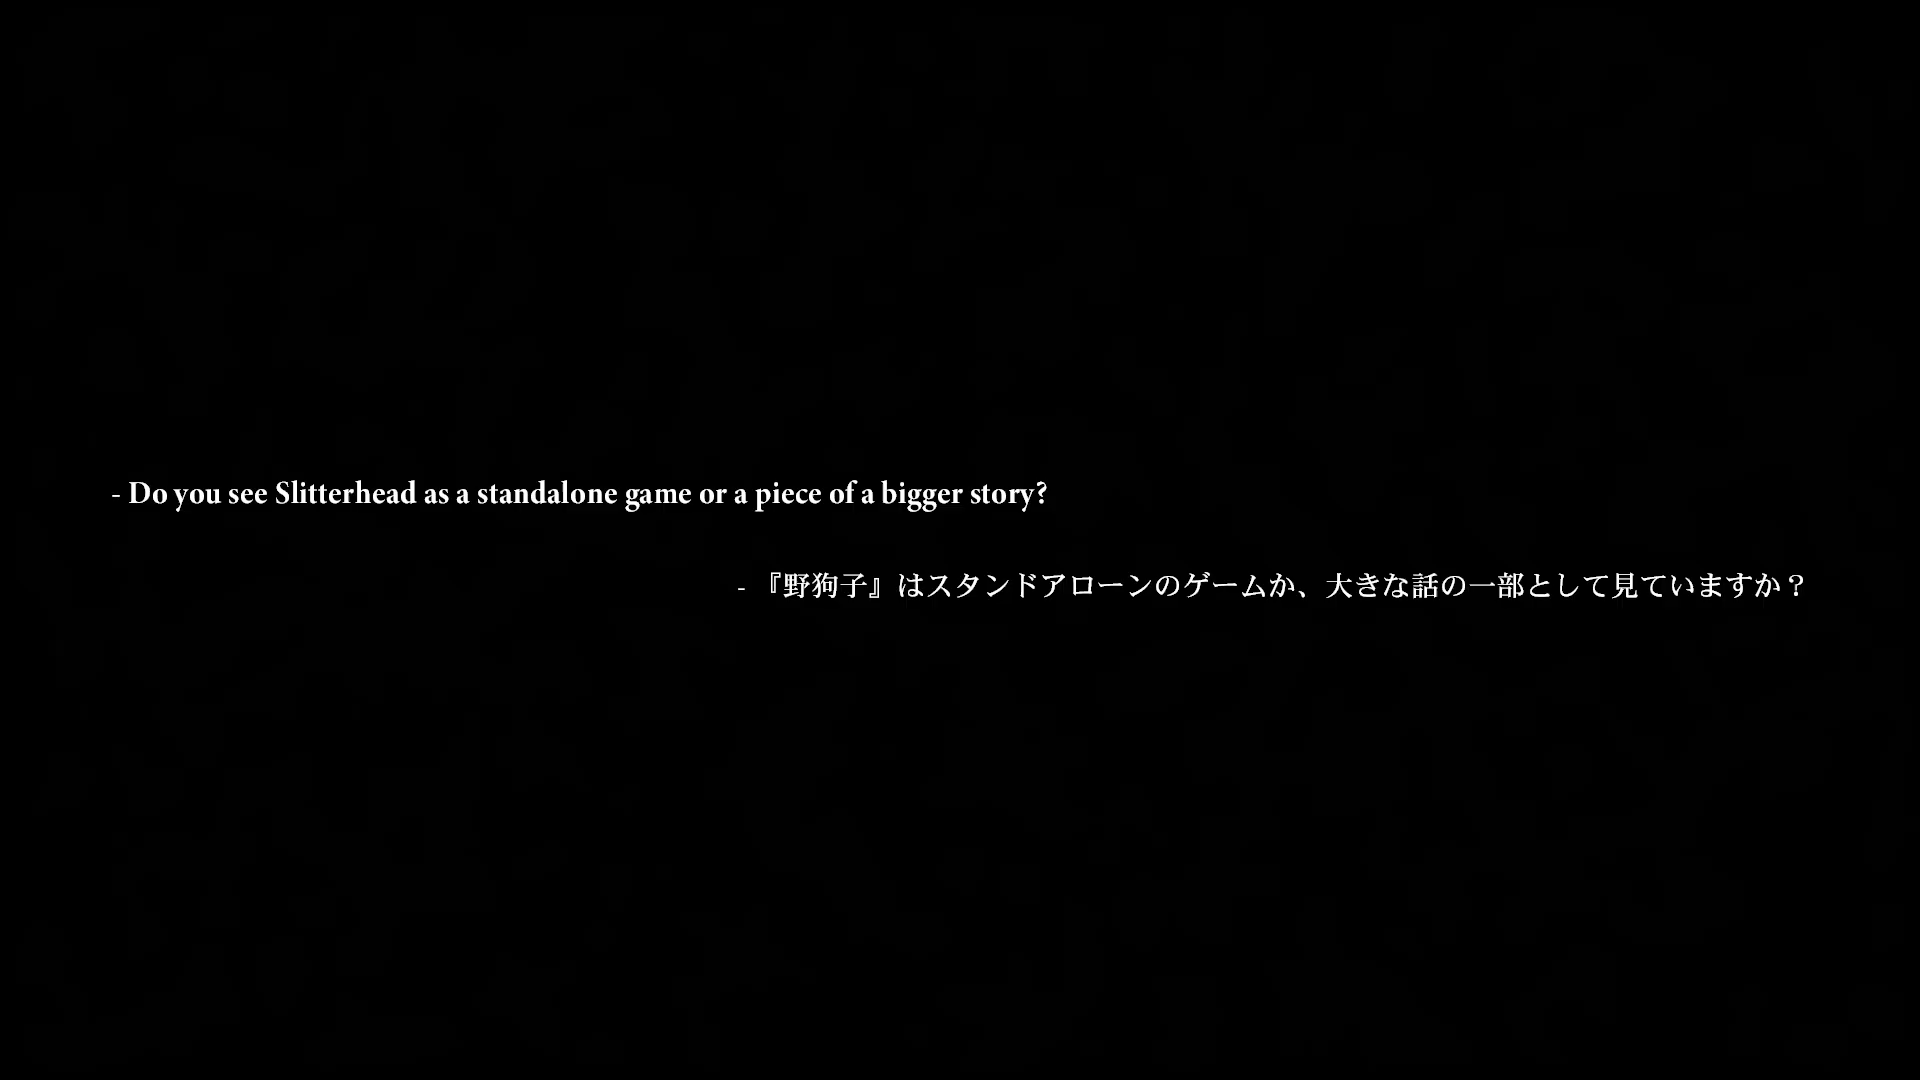 - Do you see Slitterhead as a standalone game or a piece of a bigger story?
- 『野狗子』はスタンドアローンのゲームか、大きな話の一部として見ていますか？